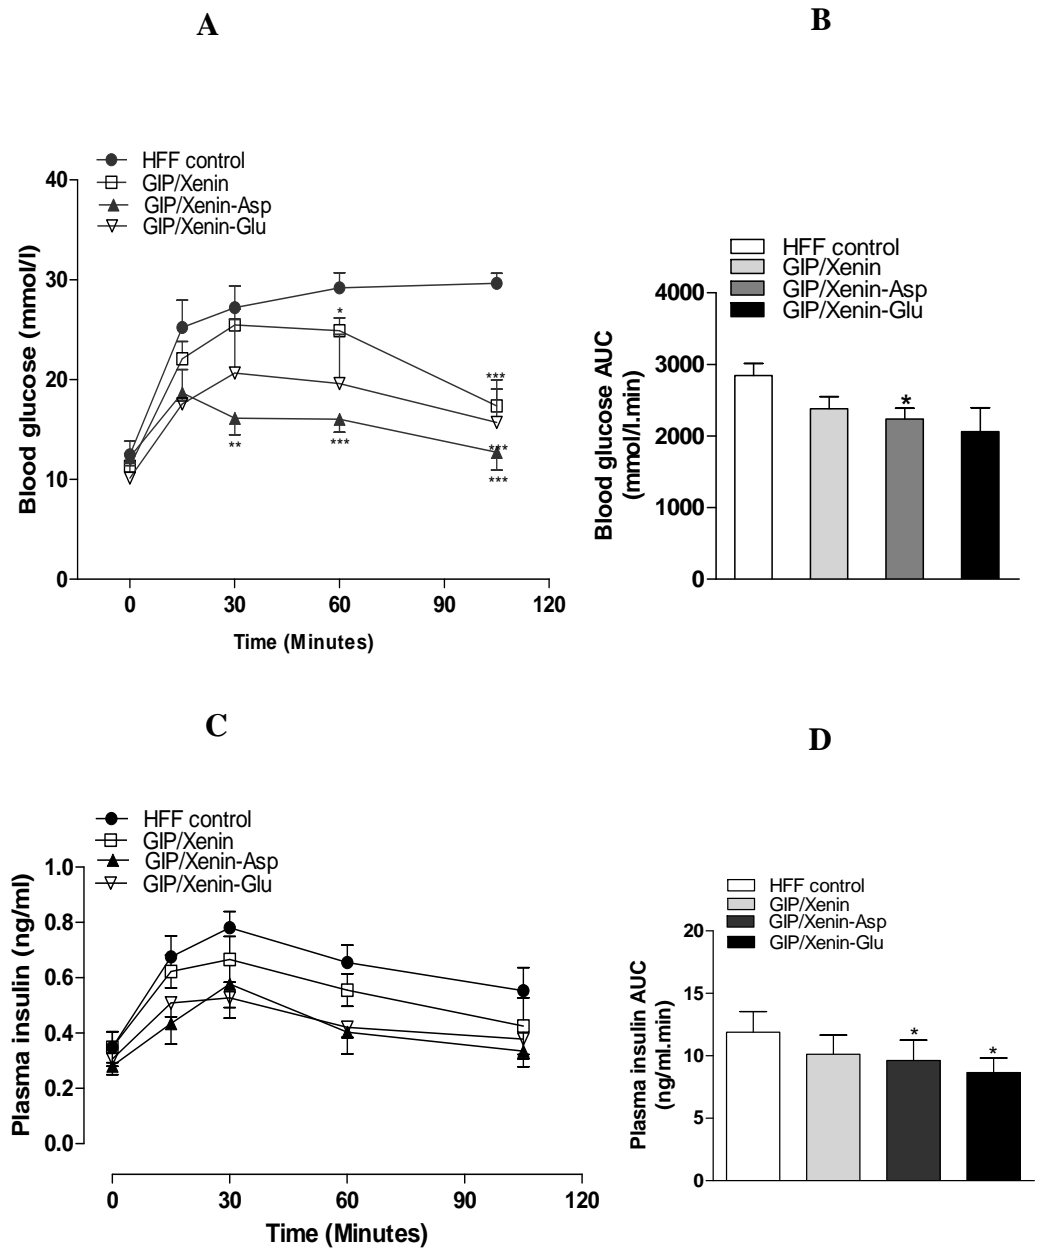 A
HFF control
GIP/Xenin
GIP/Xenin-Asp
GIP/Xenin-Glu
40
30
20
10
0
Blood glucose (mmol/l)
*
**
***
***
***
***
0 30 60 90 120
Time (Minutes)
B
HFF control
GIP/Xenin
GIP/Xenin-Asp
GIP/Xenin-Glu
4000
3000
2000
1000
0
Blood glucose AUC
(mmol/l.min)
*
C
HFF control
GIP/Xenin
GIP/Xenin-Asp
GIP/Xenin-Glu
1.0
0.8
0.6
0.4
0.2
0.0
Plasma insulin (ng/ml)
0 30 60 90 120
Time (Minutes)
D
HFF control
GIP/Xenin
GIP/Xenin-Asp
GIP/Xenin-Glu
20
15
10
5
0
Plasma insulin AUC
(ng/ml.min)
*
*